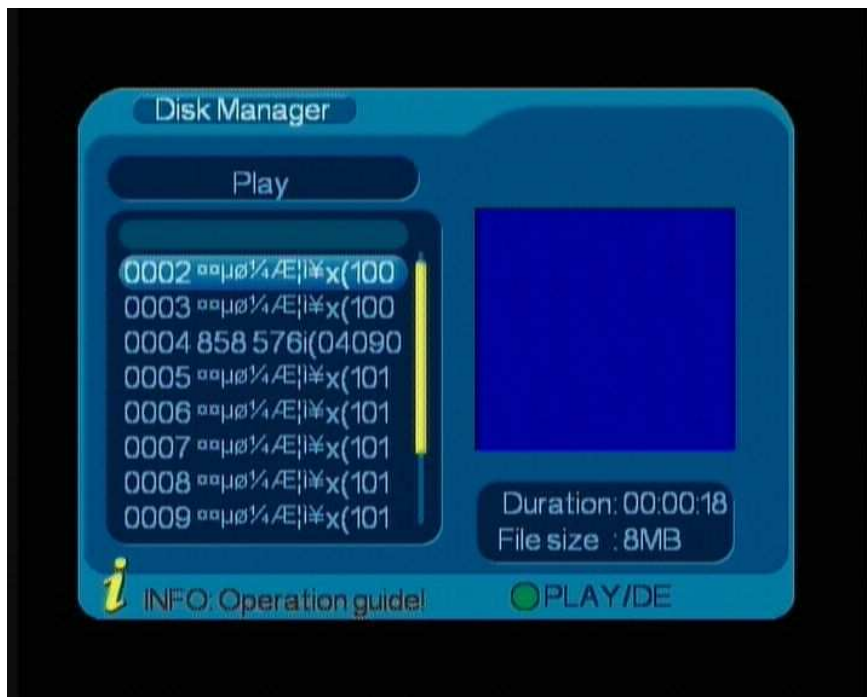 Disk Manager
Play
0002 ¤¤µø¼Æ¦ì¥x(100
0003 ¤¤µø¼Æ¦ì¥x(100
0004 858 576i(04090
0005 ¤¤µø¼Æ¦ì¥x(101
0006 ¤¤µø¼Æ¦ì¥x(101
0007 ¤¤µø¼Æ¦ì¥x(101
0008 ¤¤µø¼Æ¦ì¥x(101
0009 ¤¤µø¼Æ¦ì¥x(101
Duration: 00:00:18
File size : 8MB
i INFO: Operation guide!
PLAY/DE